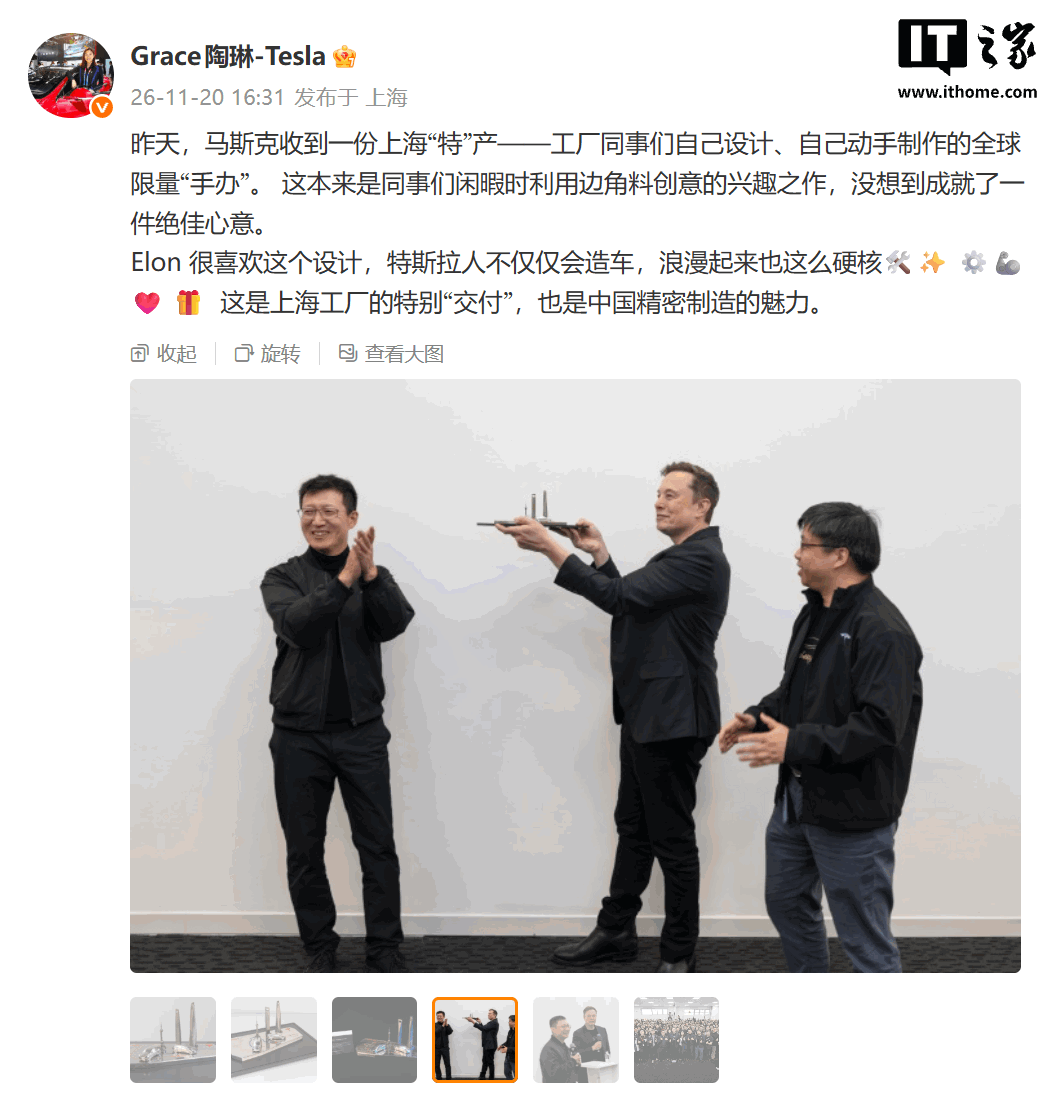 Grace陶琳-Tesla
IT之家
www.ithome.com
26-11-20 16:31 发布于 上海
昨天，马斯克收到一份上海“特”产——工厂同事们自己设计、自己动手制作的全球
限量“手办”。 这本来是同事们闲暇时利用边角料创意的兴趣之作，没想到成就了一
件绝佳心意。
Elon 很喜欢这个设计，特斯拉人不仅仅会造车，浪漫起来也这么硬核🛠️✨ ⚙️💪
❤️ 🎁 这是上海工厂的特别“交付”，也是中国精密制造的魅力。
收起 旋转 查看大图